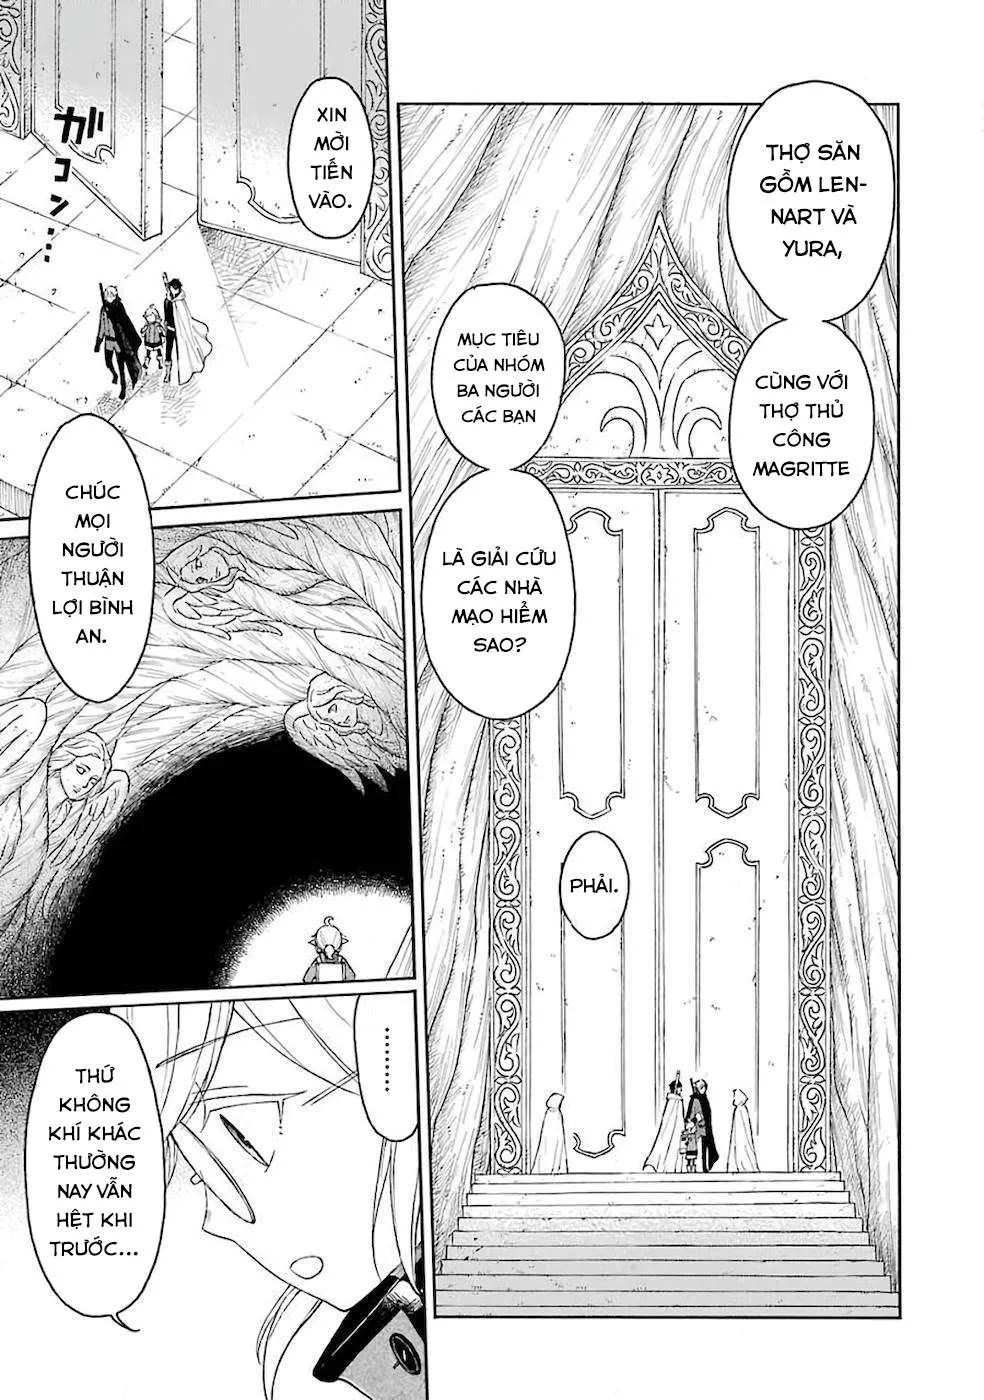 THỢ SĂN
GỒM LEN-
NART VÀ
YURA,
CÙNG VỚI
THỢ THỦ
CÔNG
MAGRITTE
MỤC TIÊU
CỦA NHÓM
BA NGƯỜI
CÁC BẠN
LÀ GIẢI CỨU
CÁC NHÀ
MẠO HIỂM
SAO?
PHẢI.
XIN
MỜI
TIẾN
VÀO.
ガコン…
CHÚC
MỌI
NGƯỜI
THUẬN
LỢI BÌNH
AN.
………
THỨ
KHÔNG
KHÍ KHÁC
THƯỜNG
NAY VẪN
HỆT KHI
TRƯỚC...